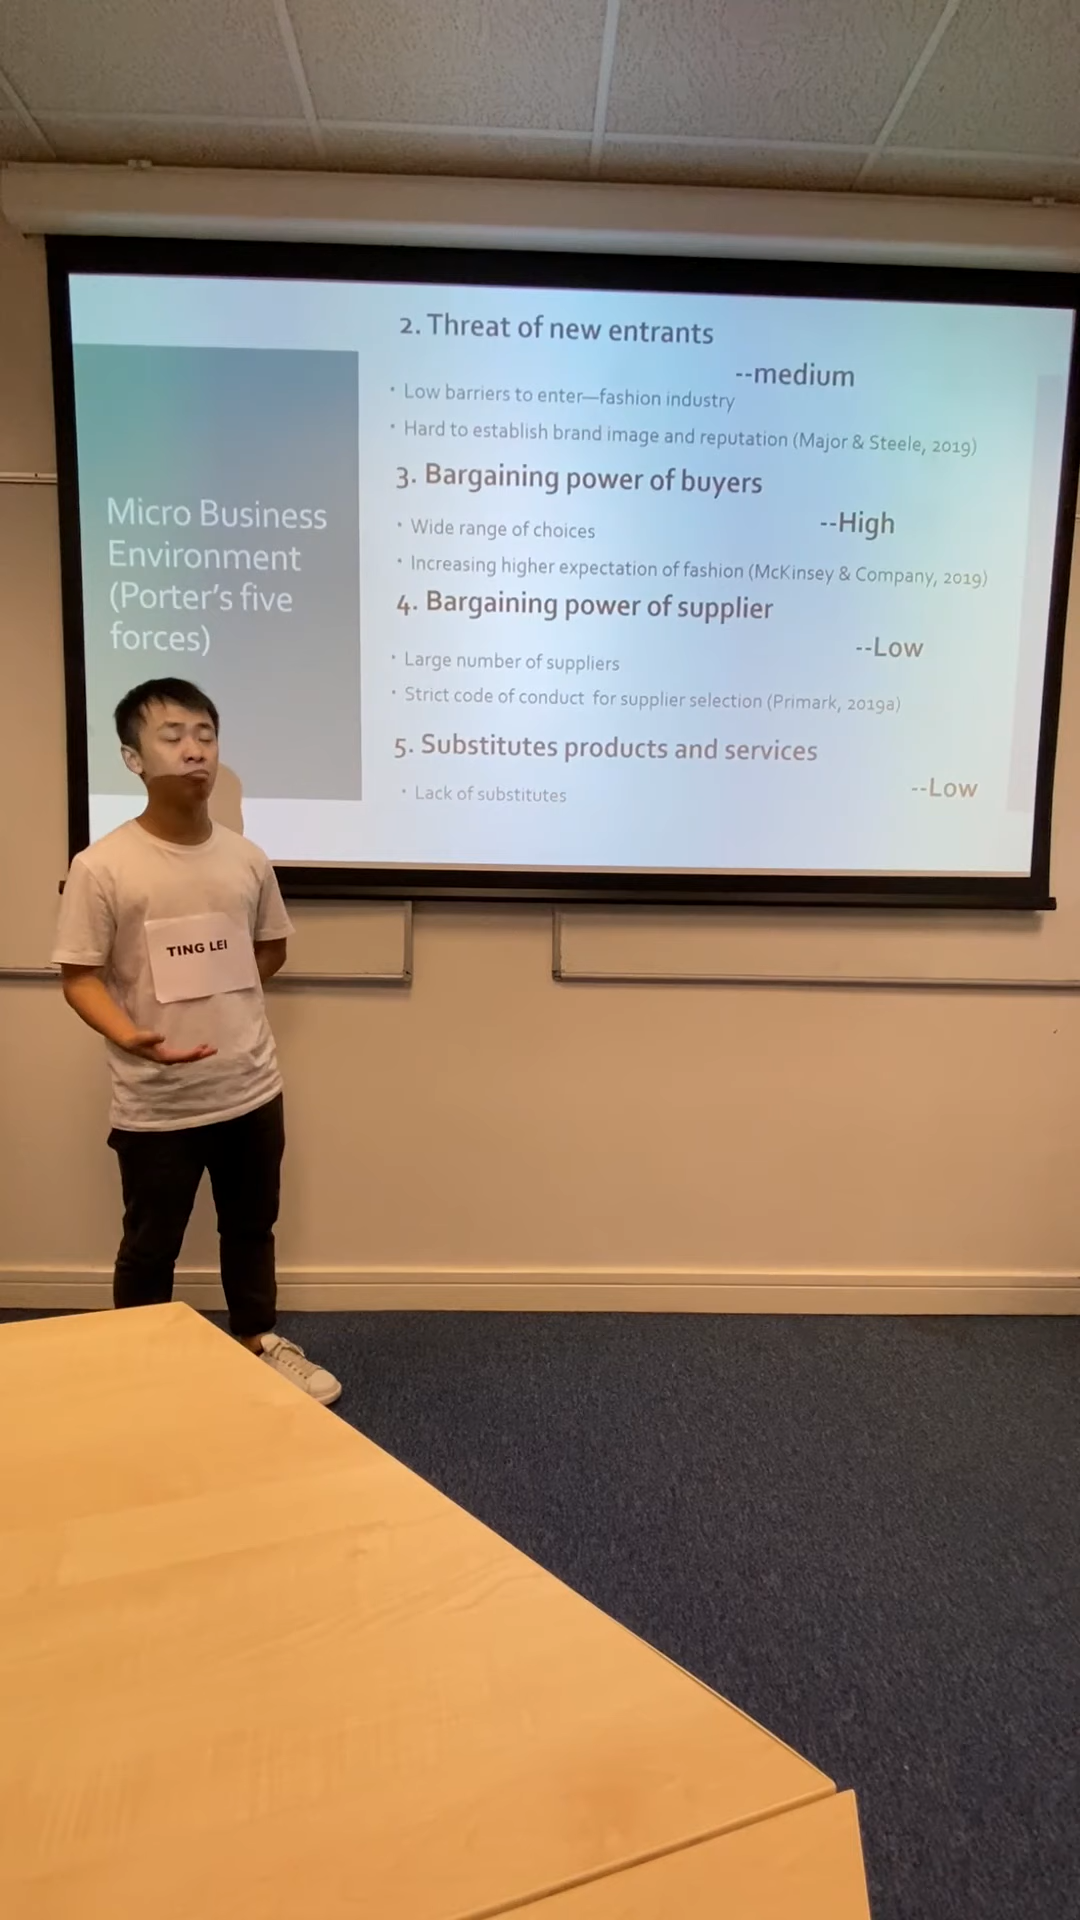 2. Threat of new entrants
--medium
• Low barriers to enter—fashion industry
• Hard to establish brand image and reputation (Major & Steele, 2019)
3. Bargaining power of buyers
--High
• Wide range of choices
• Increasing higher expectation of fashion (McKinsey & Company, 2019)
4. Bargaining power of supplier
--Low
• Large number of suppliers
• Strict code of conduct for supplier selection (Primark, 2019a)
5. Substitutes products and services
--Low
• Lack of substitutes
Micro Business
Environment
(Porter's five
forces)
TING LEI